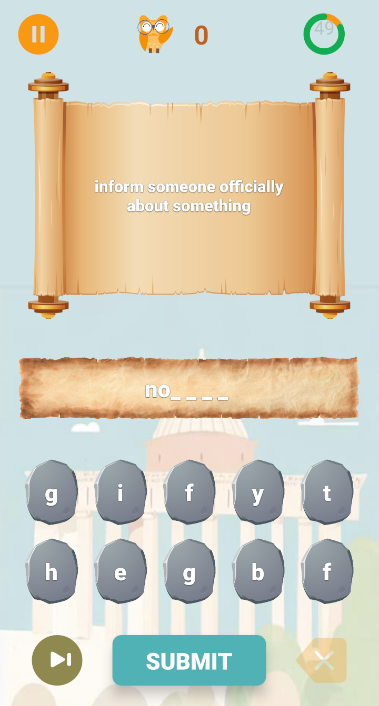 0
49
inform someone officially
about something
no_ _ _ _
g i f y t
h e g b f
SUBMIT